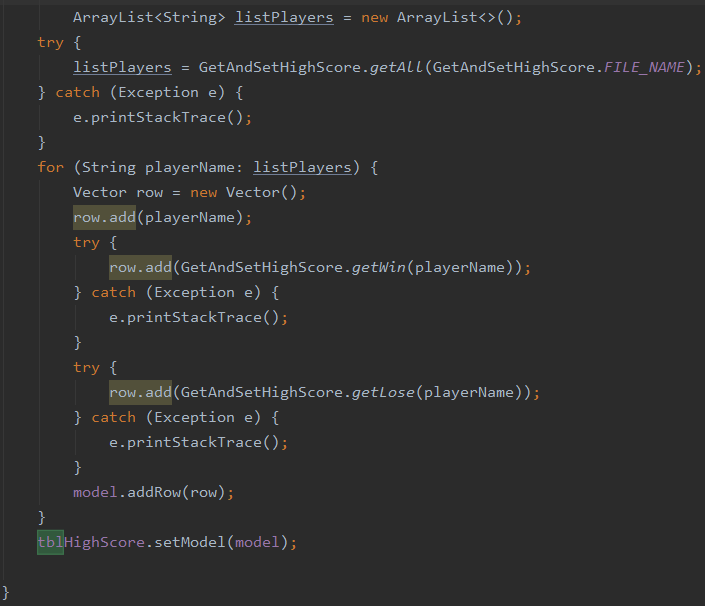 ArrayList<String> listPlayers = new ArrayList<>();
try {
listPlayers = GetAndSetHighScore.getAll(GetAndSetHighScore.FILE_NAME);
} catch (Exception e) {
e.printStackTrace();
}
for (String playerName: listPlayers) {
Vector row = new Vector();
row.add(playerName);
try {
row.add(GetAndSetHighScore.getWin(playerName));
} catch (Exception e) {
e.printStackTrace();
}
try {
row.add(GetAndSetHighScore.getLose(playerName));
} catch (Exception e) {
e.printStackTrace();
}
model.addRow(row);
}
tblHighScore.setModel(model);
}